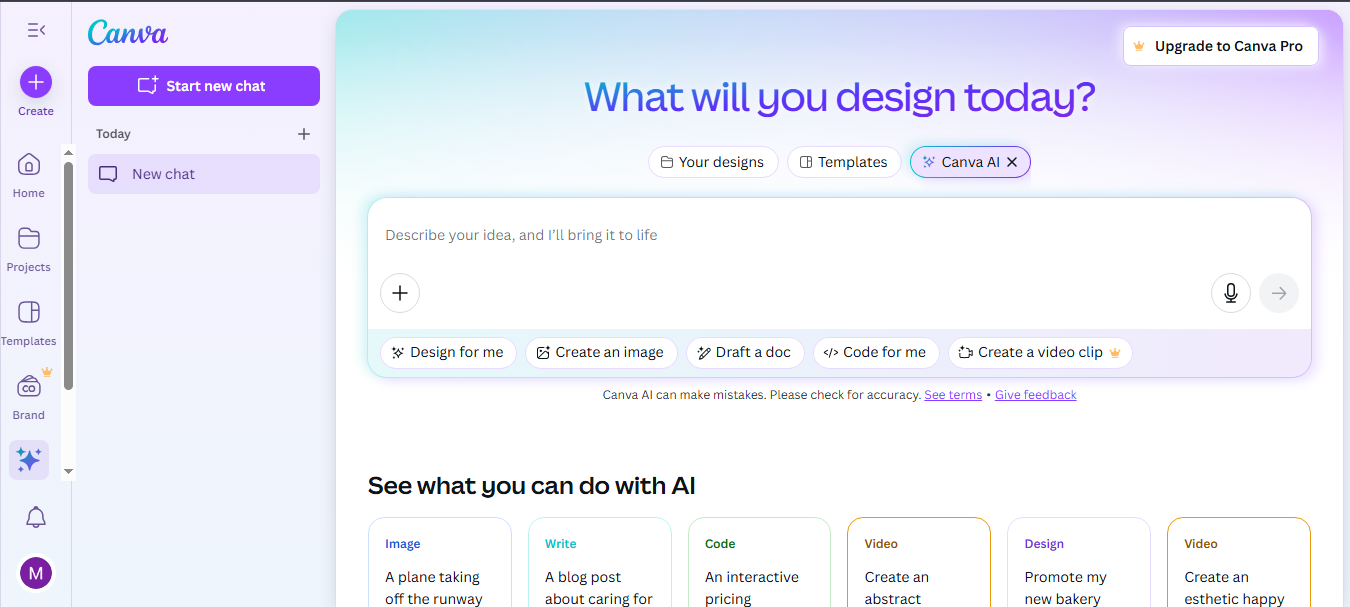 Canva
Upgrade to Canva Pro
Create
Start new chat
Today
New chat
Home
Projects
Templates
CO
Brand
M
What will you design today?
Your designs
Templates
Canva AI
Describe your idea, and I’ll bring it to life
Design for me
Create an image
Draft a doc
</> Code for me
Create a video clip
Canva AI can make mistakes. Please check for accuracy. See terms • Give feedback
See what you can do with AI
Image
A plane taking
off the runway
Write
A blog post
about caring for
Code
An interactive
pricing
Video
Create an
abstract
Design
Promote my
new bakery
Video
Create an
esthetic happy